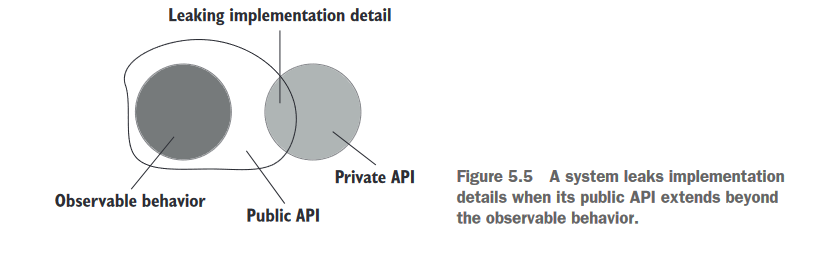 Leaking implementation detail
Private API
Observable behavior
Public API
Figure 5.5 A system leaks implementation
details when its public API extends beyond
the observable behavior.